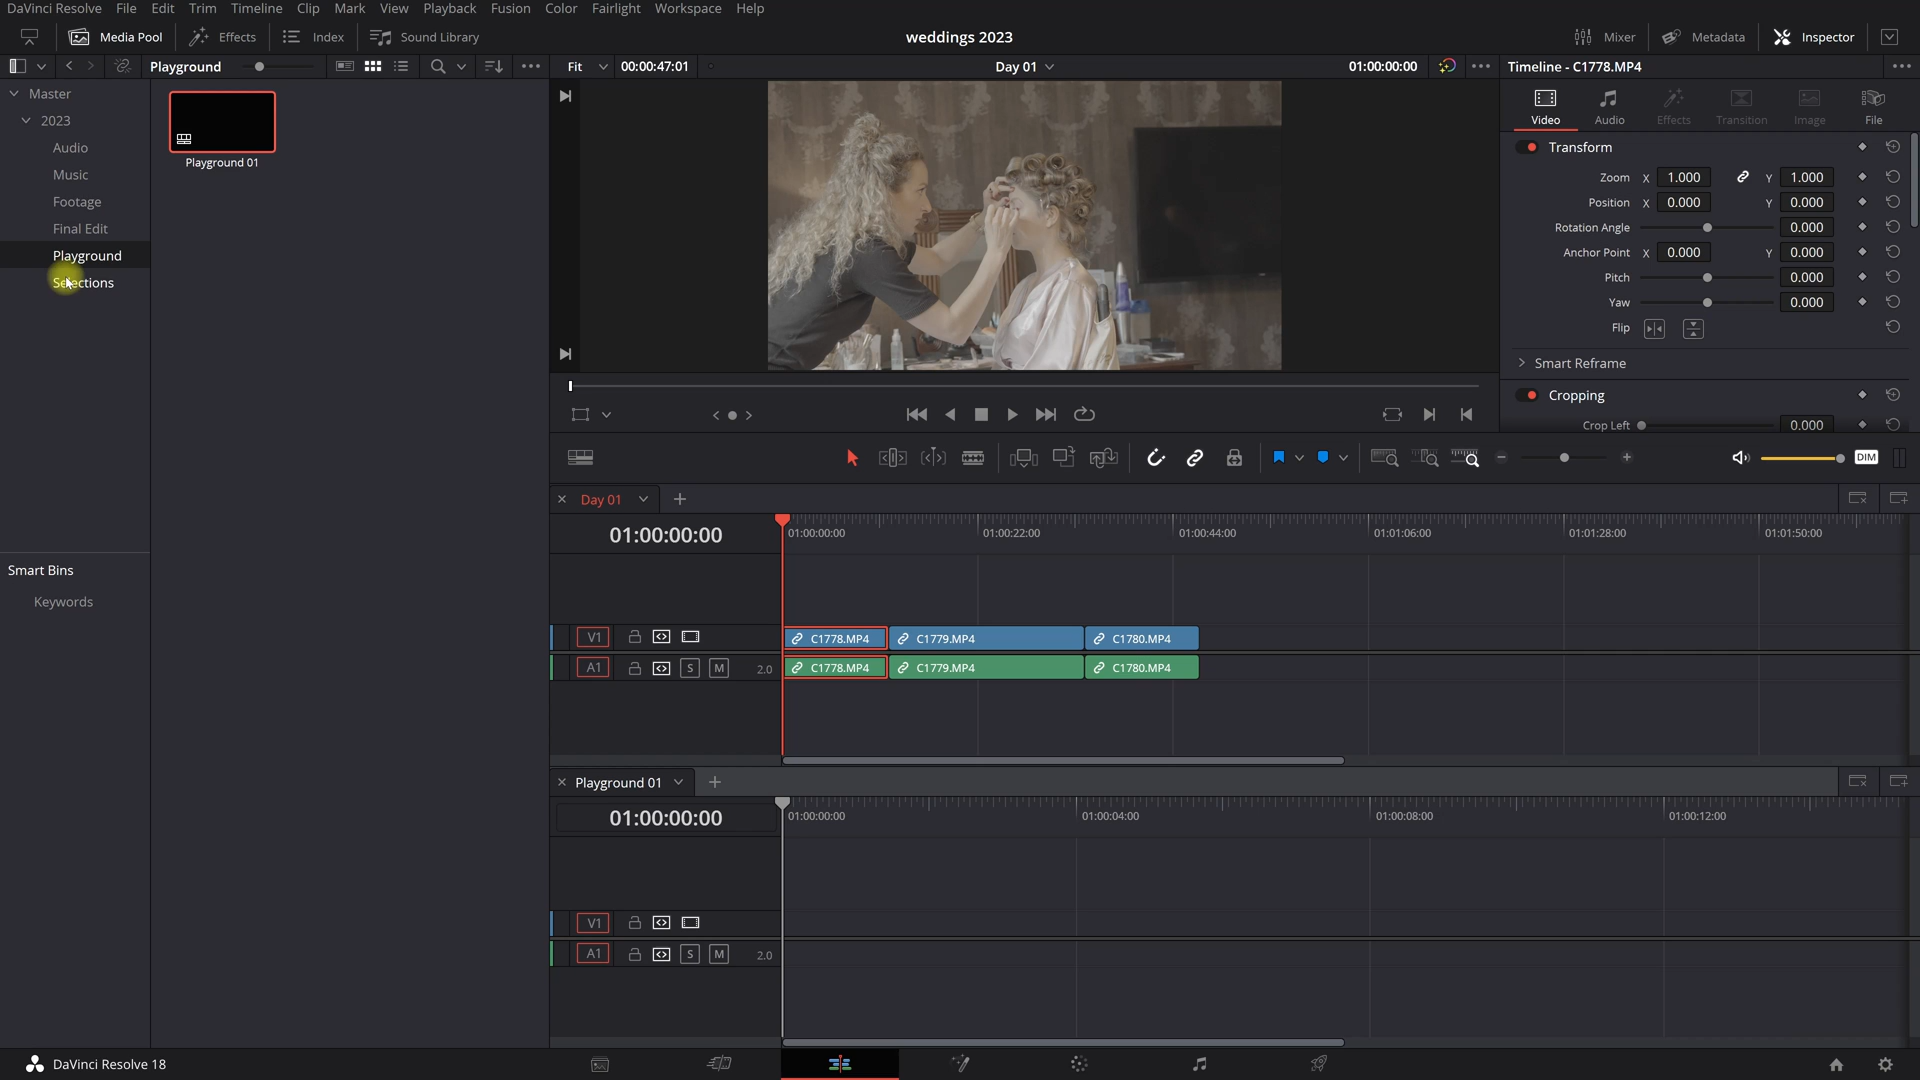 DaVinci Resolve File Edit Trim Timeline Clip Mark View Playback Fusion Color Fairlight Workspace Help
Media Pool Effects Index Sound Library weddings 2023 Mixer Metadata Inspector
Playground Fit 00:00:47:01 Day 01 01:00:00:00 Timeline - C1778.MP4
Master
2023
Audio
Music
Footage
Final Edit
Playground
Selections
Playground 01
Smart Bins
Keywords
Video Audio Effects Transition Image File
Transform
Zoom X 1.000 Y 1.000
Position X 0.000 Y 0.000
Rotation Angle 0.000
Anchor Point X 0.000 Y 0.000
Pitch 0.000
Yaw 0.000
Flip
Smart Reframe
Cropping
Crop Left 0.000
DIM
Day 01
01:00:00:00 01:00:00:00 01:00:22:00 01:00:44:00 01:01:06:00 01:01:28:00 01:01:50:00
V1 C1778.MP4 C1779.MP4 C1780.MP4
A1 S M 2.0 C1778.MP4 C1779.MP4 C1780.MP4
Playground 01
01:00:00:00 01:00:00:00 01:00:04:00 01:00:08:00 01:00:12:00
V1
A1 S M 2.0
DaVinci Resolve 18